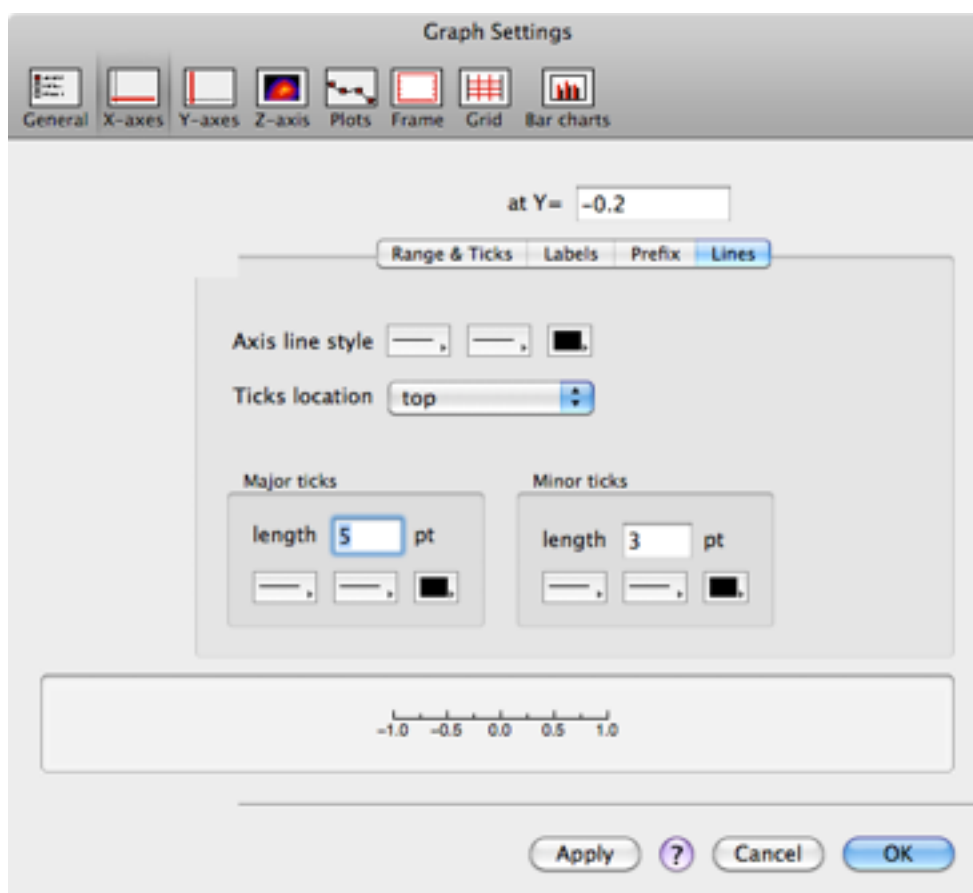 Graph Settings
General X-axes Y-axes Z-axis Plots Frame Grid Bar charts
at Y= -0.2
Range & Ticks Labels Prefix Lines
Axis line style
Ticks location top
Major ticks Minor ticks
length 5 pt length 3 pt
-1.0 -0.5 0.0 0.5 1.0
Apply ? Cancel OK